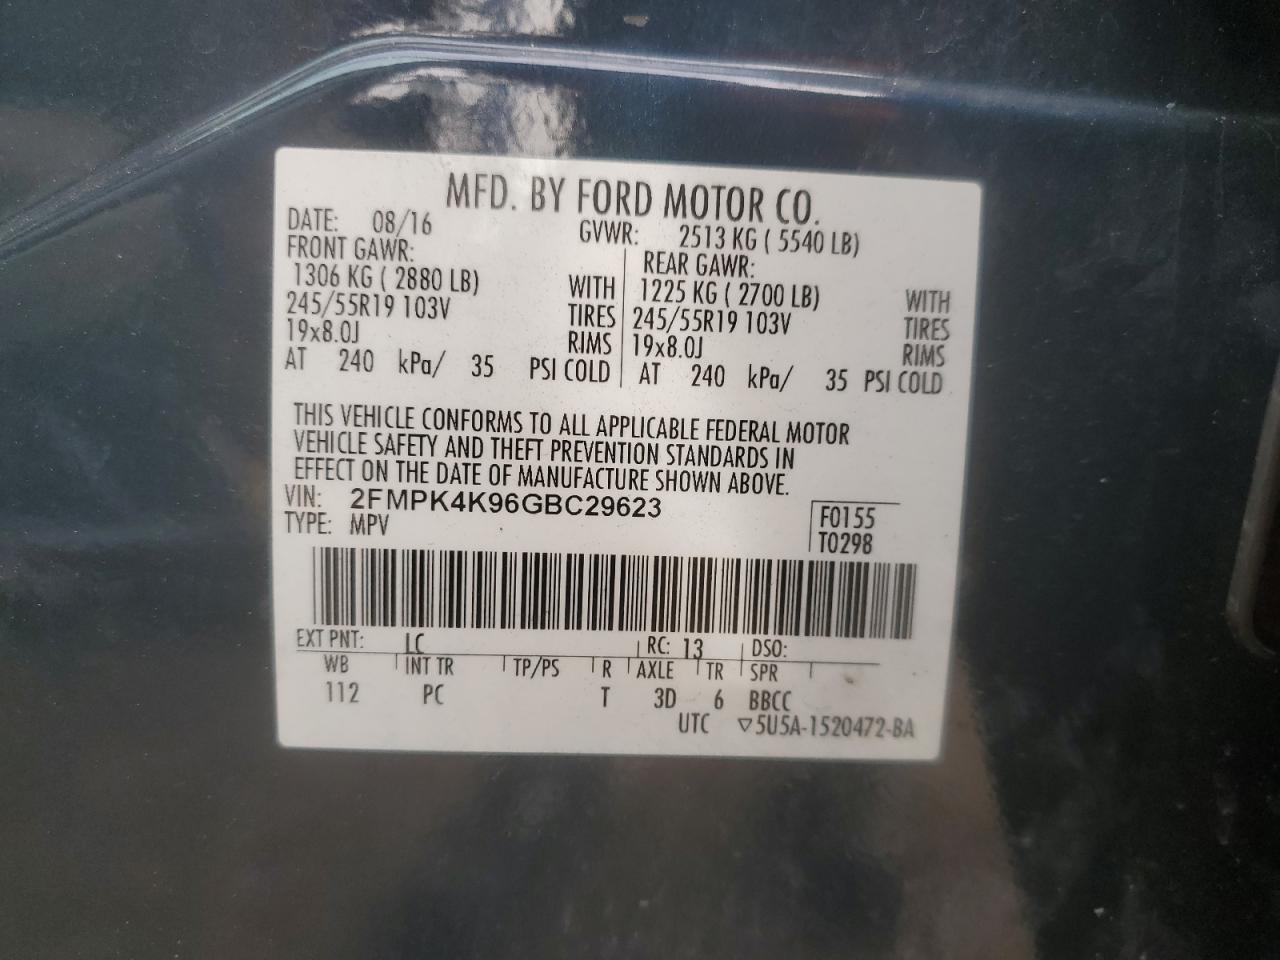 MFD. BY FORD MOTOR CO.
DATE: 08/16 GVWR: 2513 KG ( 5540 LB)
FRONT GAWR: REAR GAWR:
1306 KG ( 2880 LB) WITH 1225 KG ( 2700 LB) WITH
245/55R19 103V TIRES 245/55R19 103V TIRES
19x8.0J RIMS 19x8.0J RIMS
AT 240 kPa/ 35 PSI COLD AT 240 kPa/ 35 PSI COLD
THIS VEHICLE CONFORMS TO ALL APPLICABLE FEDERAL MOTOR
VEHICLE SAFETY AND THEFT PREVENTION STANDARDS IN
EFFECT ON THE DATE OF MANUFACTURE SHOWN ABOVE.
VIN: 2FMPK4K96GBC29623 F0155
TYPE: MPV T0298
EXT PNT: LC RC: 13 DSO:
WB INT TR TP/PS R AXLE TR SPR
112 PC T 3D 6 BBCC
UTC ▽5U5A-1520472-BA